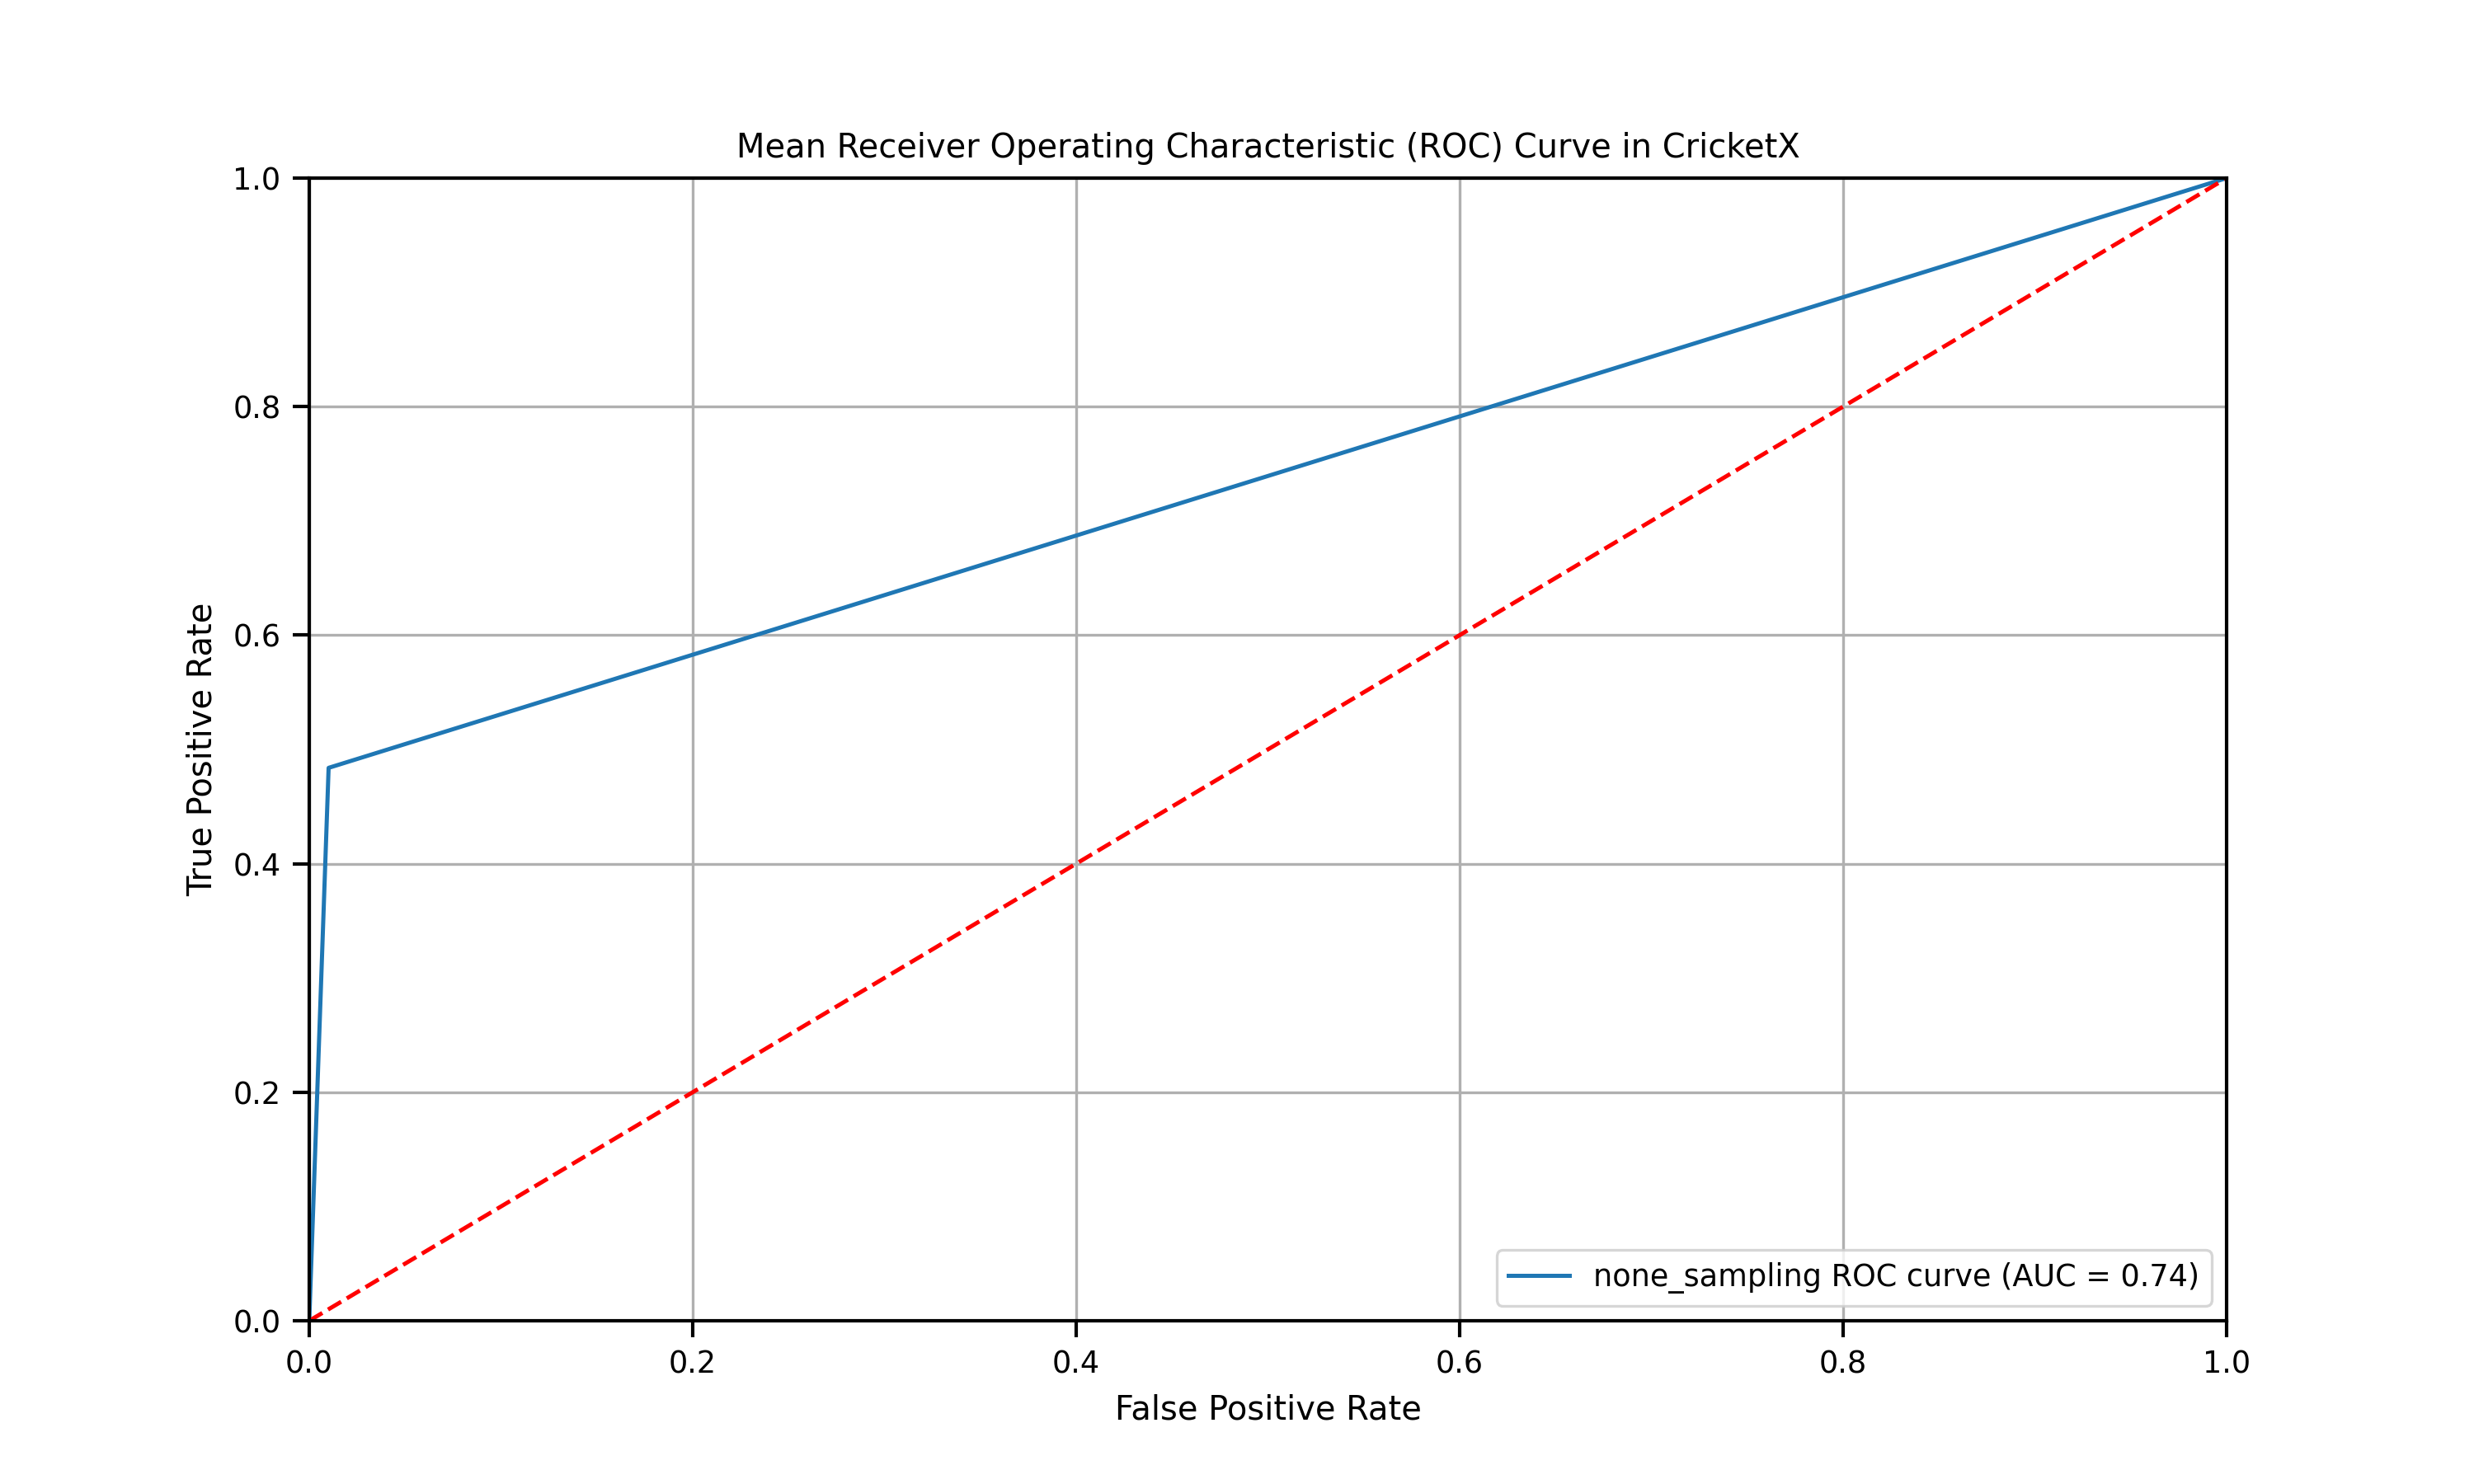 Mean Receiver Operating Characteristic (ROC) Curve in CricketX
1.0
0.8
0.6
0.4
0.2
0.0
True Positive Rate
none_sampling ROC curve (AUC = 0.74)
0.0 0.2 0.4 0.6 0.8 1.0
False Positive Rate